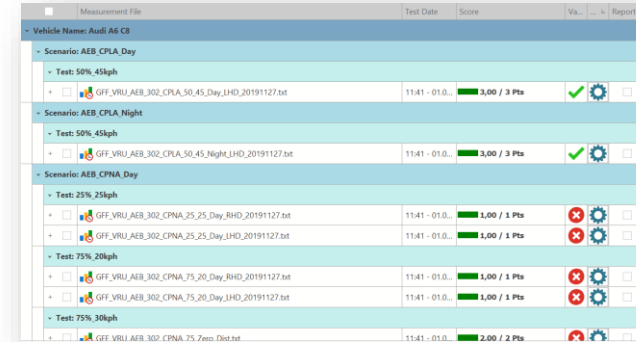 Measurement File Test Date Score Va... ... Report
Vehicle Name: Audi A6 C8
Scenario: AEB_CPLA_Day
Test: 50%_45kph
GFF_VRU_AEB_302_CPLA_50_45_Day_LHD_20191127.txt 11:41 - 01.0... 3,00 / 3 Pts
Scenario: AEB_CPLA_Night
Test: 50%_45kph
GFF_VRU_AEB_302_CPLA_50_45_Night_LHD_20191127.txt 11:41 - 01.0... 3,00 / 3 Pts
Scenario: AEB_CPNA_Day
Test: 25%_25kph
GFF_VRU_AEB_302_CPNA_25_25_Day_RHD_20191127.txt 11:41 - 01.0... 1,00 / 1 Pts
GFF_VRU_AEB_302_CPNA_25_25_Day_LHD_20191127.txt 11:41 - 01.0... 1,00 / 1 Pts
Test: 75%_20kph
GFF_VRU_AEB_302_CPNA_75_20_Day_RHD_20191127.txt 11:41 - 01.0... 1,00 / 1 Pts
GFF_VRU_AEB_302_CPNA_75_20_Day_LHD_20191127.txt 11:41 - 01.0... 1,00 / 1 Pts
Test: 75%_30kph
GFF_VRU_AEB_302_CPNA_75_Zero_Dist.txt 11:41 - 01.0... 2,00 / 2 Pts